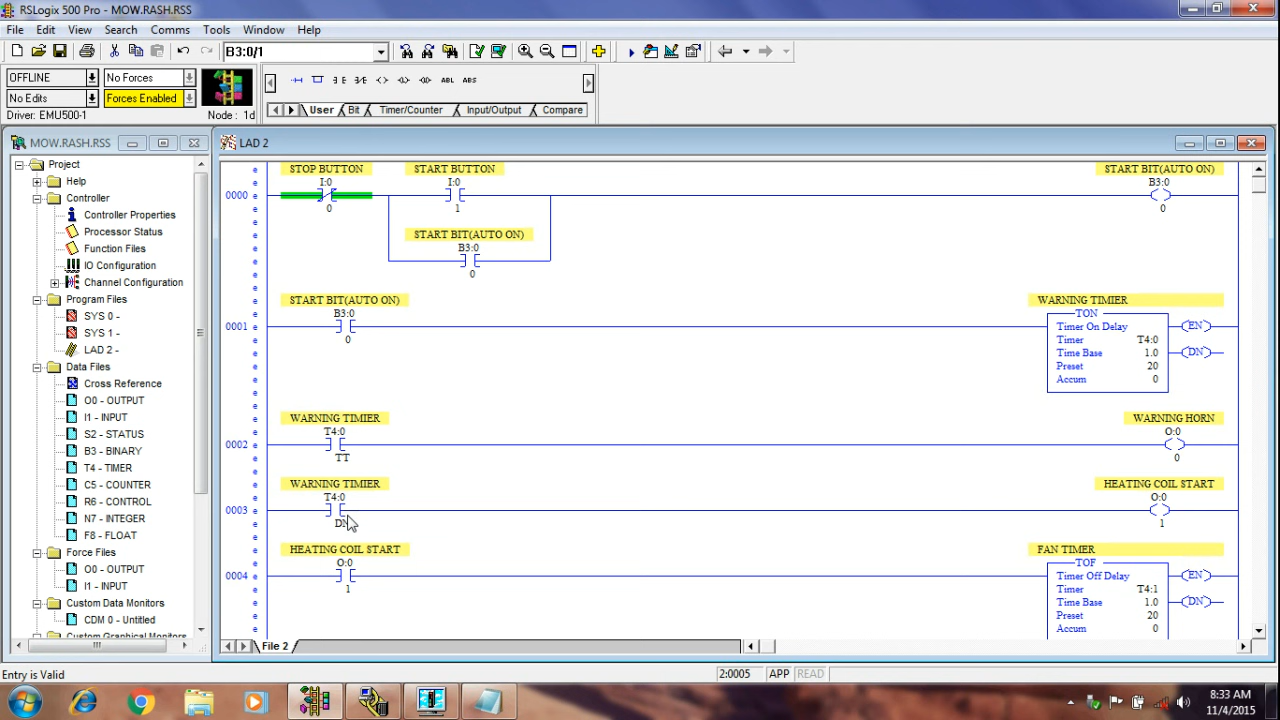 RSLogix 500 Pro - MOW.RASH.RSS
File Edit View Search Comms Tools Window Help
B3:0/1
OFFLINE No Forces
No Edits Forces Enabled
Driver: EMU500-1 Node : 1d
ABL ABS
User Bit Timer/Counter Input/Output Compare
MOW.RASH.RSS
Project
Help
Controller
Controller Properties
Processor Status
Function Files
IO Configuration
Channel Configuration
Program Files
SYS 0 -
SYS 1 -
LAD 2 -
Data Files
Cross Reference
O0 - OUTPUT
I1 - INPUT
S2 - STATUS
B3 - BINARY
T4 - TIMER
C5 - COUNTER
R6 - CONTROL
N7 - INTEGER
F8 - FLOAT
Force Files
O0 - OUTPUT
I1 - INPUT
Custom Data Monitors
CDM 0 - Untitled
Custom Graphical Monitors
LAD 2
STOP BUTTON START BUTTON START BIT(AUTO ON)
I:0 I:0 B3:0
0000
0 1 0
START BIT(AUTO ON)
B3:0
0
START BIT(AUTO ON) WARNING TIMER
B3:0 TON
0001 Timer On Delay EN
0 Timer T4:0
Time Base 1.0 DN
Preset 20
Accum 0
WARNING TIMER WARNING HORN
T4:0 O:0
0002
TT 0
WARNING TIMER HEATING COIL START
T4:0 O:0
0003
DN 1
HEATING COIL START FAN TIMER
O:0 TOF
0004 Timer Off Delay EN
1 Timer T4:1
Time Base 1.0 DN
Preset 20
Accum 0
File 2
Entry is Valid 2:0005 APP READ
8:33 AM
11/4/2015